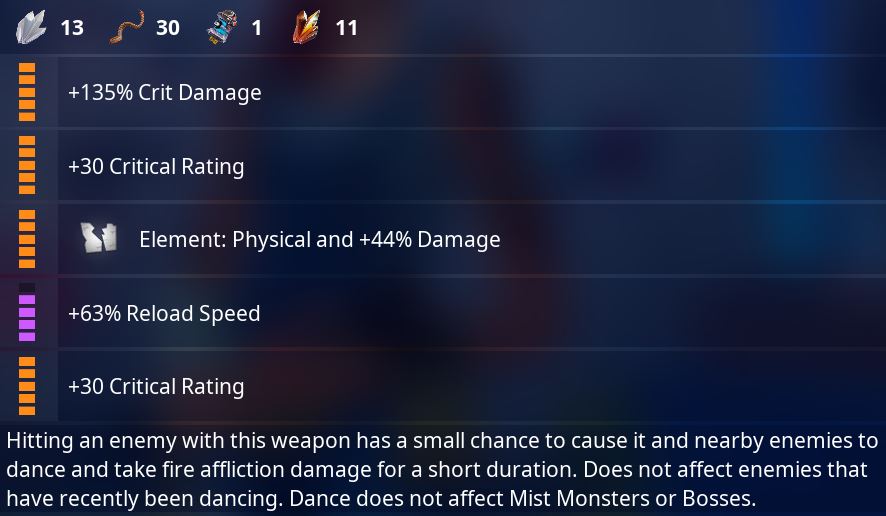 13 30 1 11
+135% Crit Damage
+30 Critical Rating
Element: Physical and +44% Damage
+63% Reload Speed
+30 Critical Rating
Hitting an enemy with this weapon has a small chance to cause it and nearby enemies to
dance and take fire affliction damage for a short duration. Does not affect enemies that
have recently been dancing. Dance does not affect Mist Monsters or Bosses.